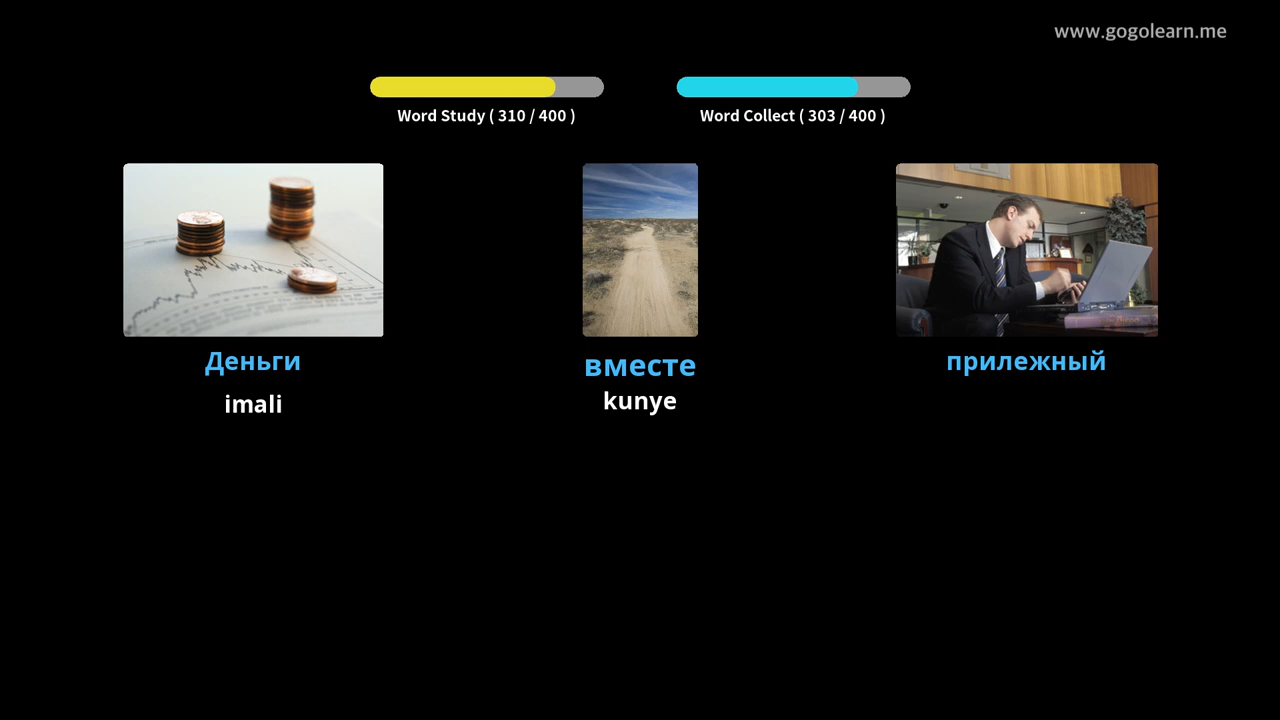 www.gogolearn.me
Word Study ( 310 / 400 )
Word Collect ( 303 / 400 )
Деньги
imali
вместе
kunye
прилежный